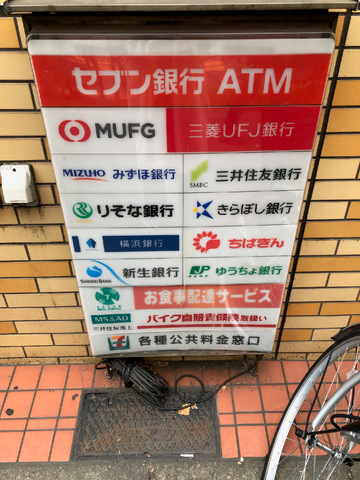 セブン銀行 ATM
MUFG 三菱UFJ銀行
MIZUHO みずほ銀行 SMBC 三井住友銀行
りそな銀行 きらぼし銀行
横浜銀行 ちばぎん
SHINSEI BANK 新生銀行 JP ゆうちょ銀行
お食事配達サービス
MS&AD 三井住友海上 バイク自賠責保険取扱い
各種公共料金窓口